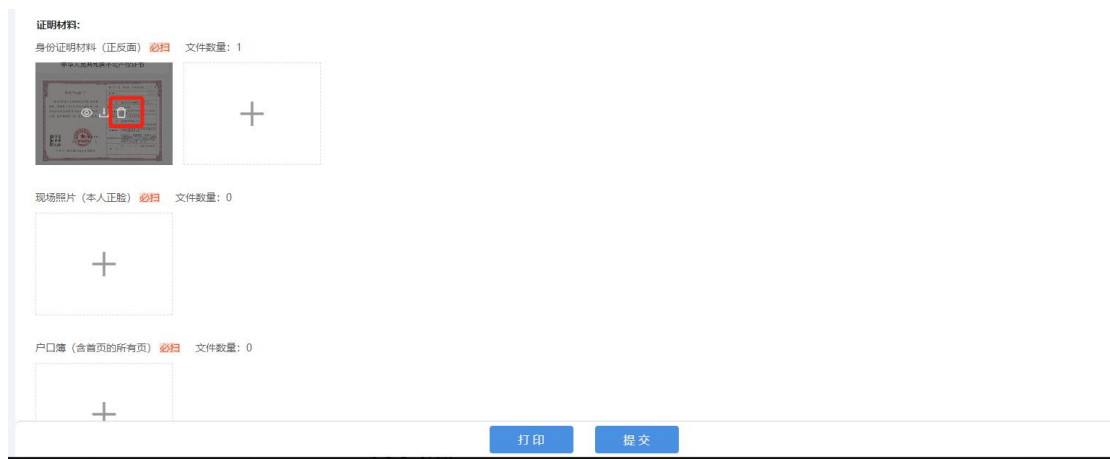 证明材料:
身份证明材料（正反面） 必扫 文件数量：1
现场照片（本人正脸） 必扫 文件数量：0
户口簿（含首页的所有页） 必扫 文件数量：0
打印 提交